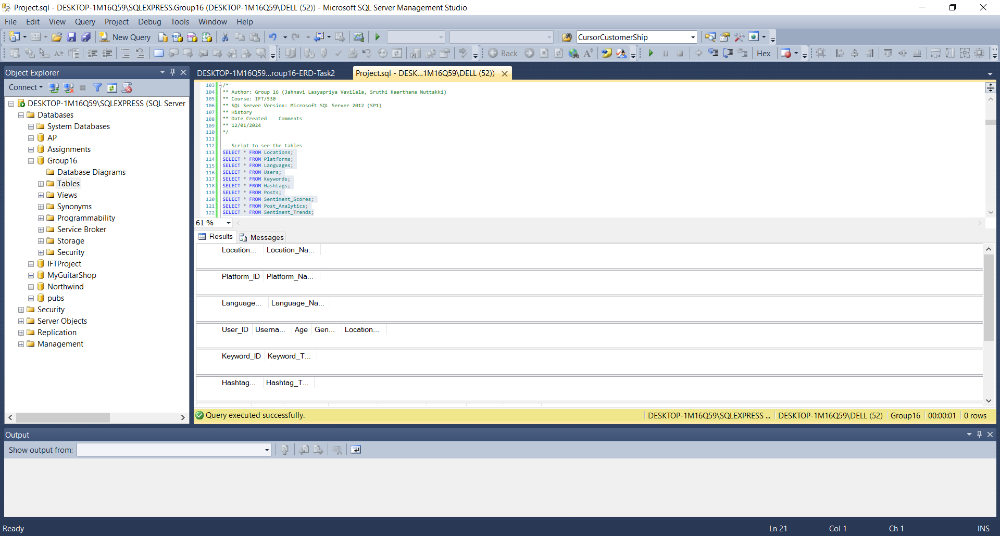 Project.sql - DESKTOP-1M16Q59\SQLEXPRESS.Group16 (DESKTOP-1M16Q59\DELL (52)) - Microsoft SQL Server Management Studio
File Edit View Query Project Debug Tools Window Help
New Query CursorCustomerShip
Back Hex
Object Explorer
Connect
DESKTOP-1M16Q59\SQLEXPRESS (SQL Server
Databases
System Databases
AP
Assignments
Group16
Database Diagrams
Tables
Views
Synonyms
Programmability
Service Broker
Storage
Security
IFTProject
MyGuitarShop
Northwind
pubs
Security
Server Objects
Replication
Management
DESKTOP-1M16Q59...roup16-ERD-Task2 Project.sql - DESK...1M16Q59\DELL (52))
103 /*
104 ** Author: Group 16 (Jahnavi Lasyapriya Vavilala, Sruthi Keerthana Nuttakki)
105 ** Course: IFT/530
106 ** SQL Server Version: Microsoft SQL Server 2012 (SP1)
107 ** History
108 ** Date Created Comments
109 ** 12/01/2024
110 */
111
112 -- Script to see the tables
113 SELECT * FROM Locations;
114 SELECT * FROM Platforms;
115 SELECT * FROM Languages;
116 SELECT * FROM Users;
117 SELECT * FROM Keywords;
118 SELECT * FROM Hashtags;
119 SELECT * FROM Posts;
120 SELECT * FROM Sentiment_Scores;
121 SELECT * FROM Post_Analytics;
122 SELECT * FROM Sentiment_Trends;
61 %
Results Messages
Location... Location_Na...
Platform_ID Platform_Na...
Language... Language_Na...
User_ID Userna... Age Gen... Location...
Keyword_ID Keyword_T...
Hashtag... Hashtag_T...
Query executed successfully. DESKTOP-1M16Q59\SQLEXPRESS ... DESKTOP-1M16Q59\DELL (52) Group16 00:00:01 0 rows
Output
Show output from:
Ready Ln 21 Col 1 Ch 1 INS